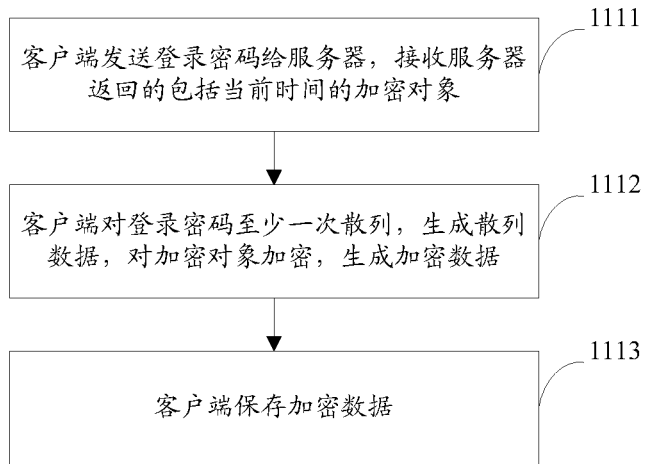 1111
客户端发送登录密码给服务器，接收服务器
返回的包括当前时间的加密对象
1112
客户端对登录密码至少一次散列，生成散列
数据，对加密对象加密，生成加密数据
1113
客户端保存加密数据